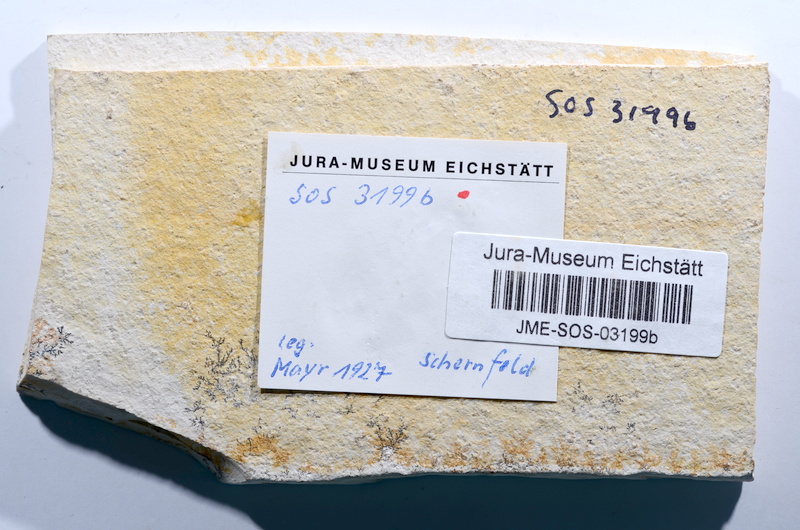 SOS 3199b
JURA-MUSEUM EICHSTÄTT
SOS 3199b
Jura-Museum Eichstätt
JME-SOS-03199b
leg:
Mayr 1927 Schernfeld